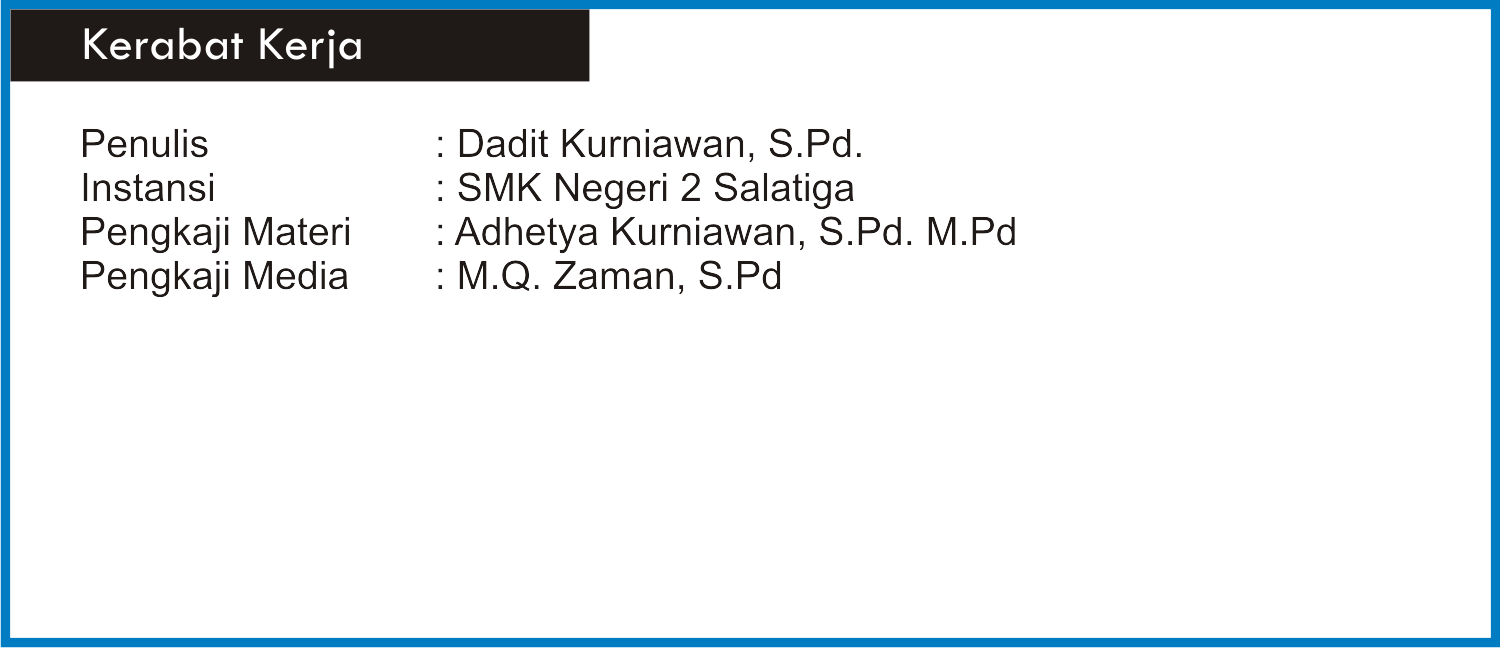 Kerabat Kerja
Penulis : Dadit Kurniawan, S.Pd.
Instansi : SMK Negeri 2 Salatiga
Pengkaji Materi : Adhetya Kurniawan, S.Pd. M.Pd
Pengkaji Media : M.Q. Zaman, S.Pd